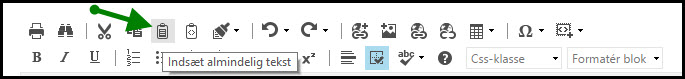 B I U Css-klasse Formatér blok
Indsæt almindelig tekst